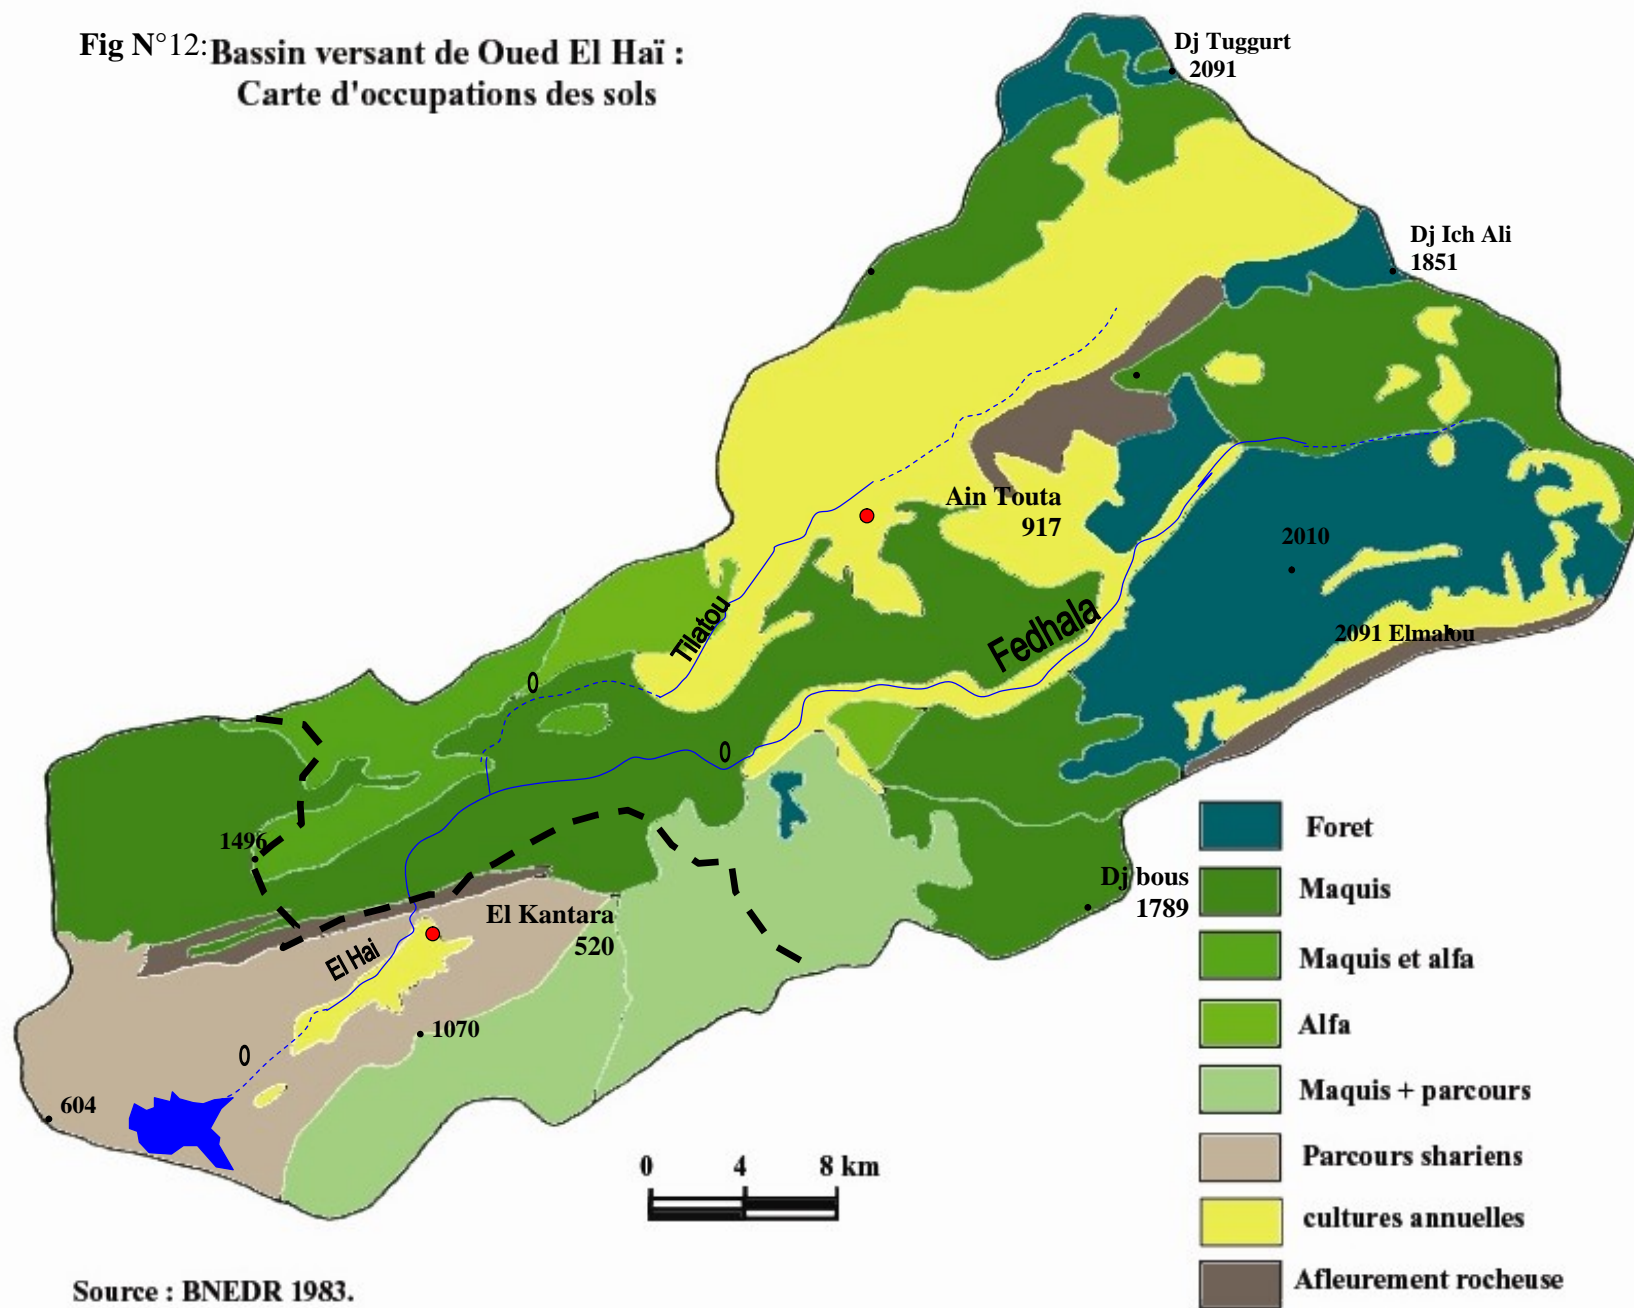 Fig N°12: Bassin versant de Oued El Haï :
Carte d'occupations des sols
Dj Tuggurt
2091
Dj Ich Ali
1851
Ain Touta
917
2010
Tilatou
Fedhala
2091 Elmalou
0
0
1496
Dj bous
1789
El Kantara
520
El Hai
1070
0
604
0 4 8 km
Foret
Maquis
Maquis et alfa
Alfa
Maquis + parcours
Parcours shariens
cultures annuelles
Afleurement rocheuse
Source : BNEDR 1983.